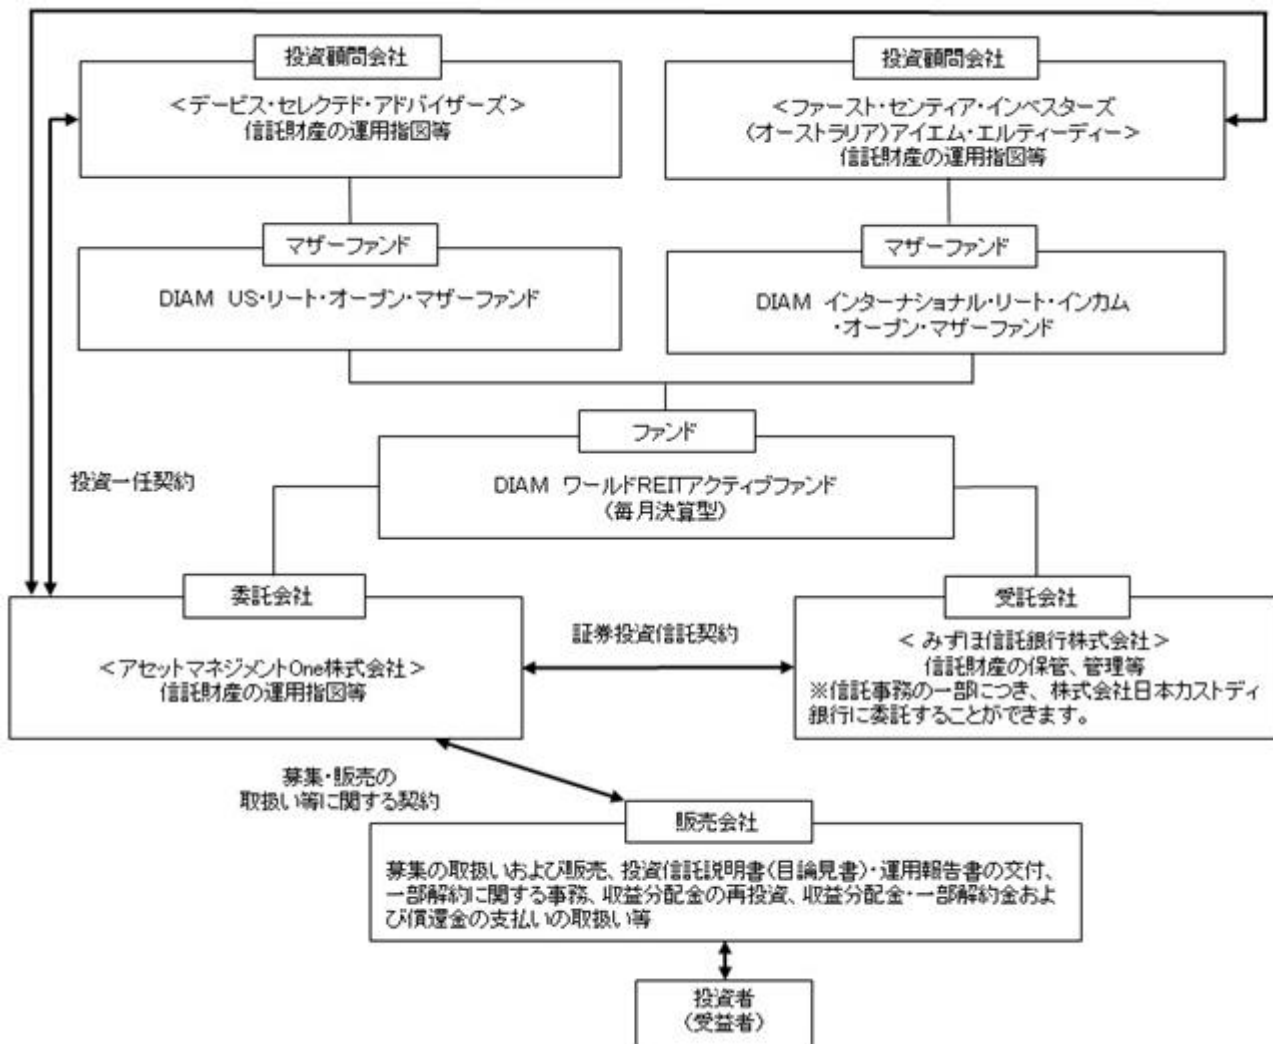 投資顧問会社
<デービス・セレクテド・アドバイザーズ>
信託財産の運用指図等
投資顧問会社
<ファースト・センティア・インベスターズ
(オーストラリア)アイエム・エルティーディー>
信託財産の運用指図等
マザーファンド
DIAM US・リート・オープン・マザーファンド
マザーファンド
DIAM インターナショナル・リート・インカム
・オープン・マザーファンド
ファンド
DIAM ワールドREITアクティブファンド
(毎月決算型)
投資一任契約
委託会社
<アセットマネジメントOne株式会社>
信託財産の運用指図等
証券投資信託契約
受託会社
<みずほ信託銀行株式会社>
信託財産の保管、管理等
※信託事務の一部につき、株式会社日本カストディ
銀行に委託することができます。
募集・販売の
取扱い等に関する契約
販売会社
募集の取扱いおよび販売、投資信託説明書(目論見書)・運用報告書の交付、
一部解約に関する事務、収益分配金の再投資、収益分配金・一部解約金およ
び償還金の支払いの取扱い等
投資者
(受益者)